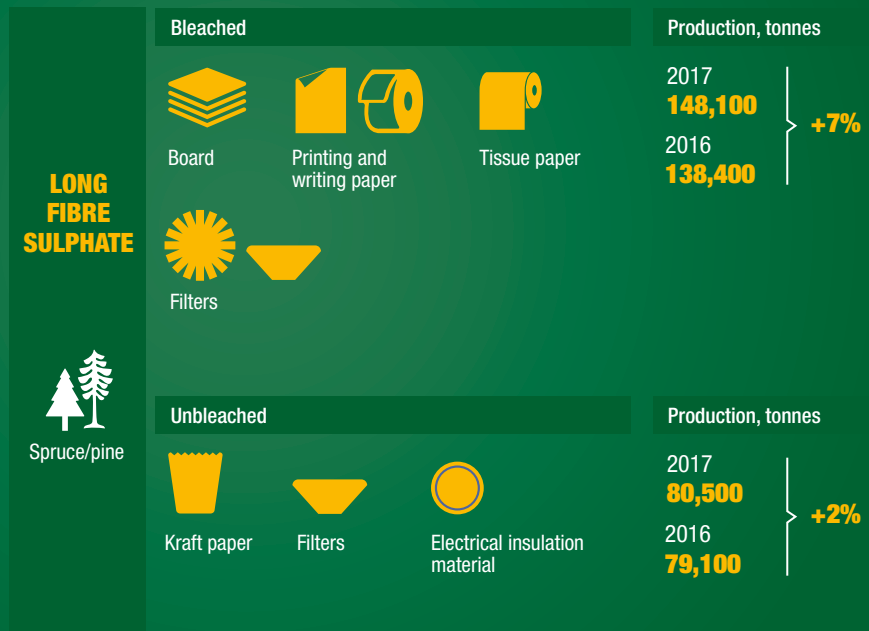 LONG
FIBRE
SULPHATE
Spruce/pine
Bleached
Board
Printing and
writing paper
Tissue paper
Filters
Production, tonnes
2017
148,100
2016
138,400
+7%
Unbleached
Kraft paper
Filters
Electrical insulation
material
Production, tonnes
2017
80,500
2016
79,100
+2%